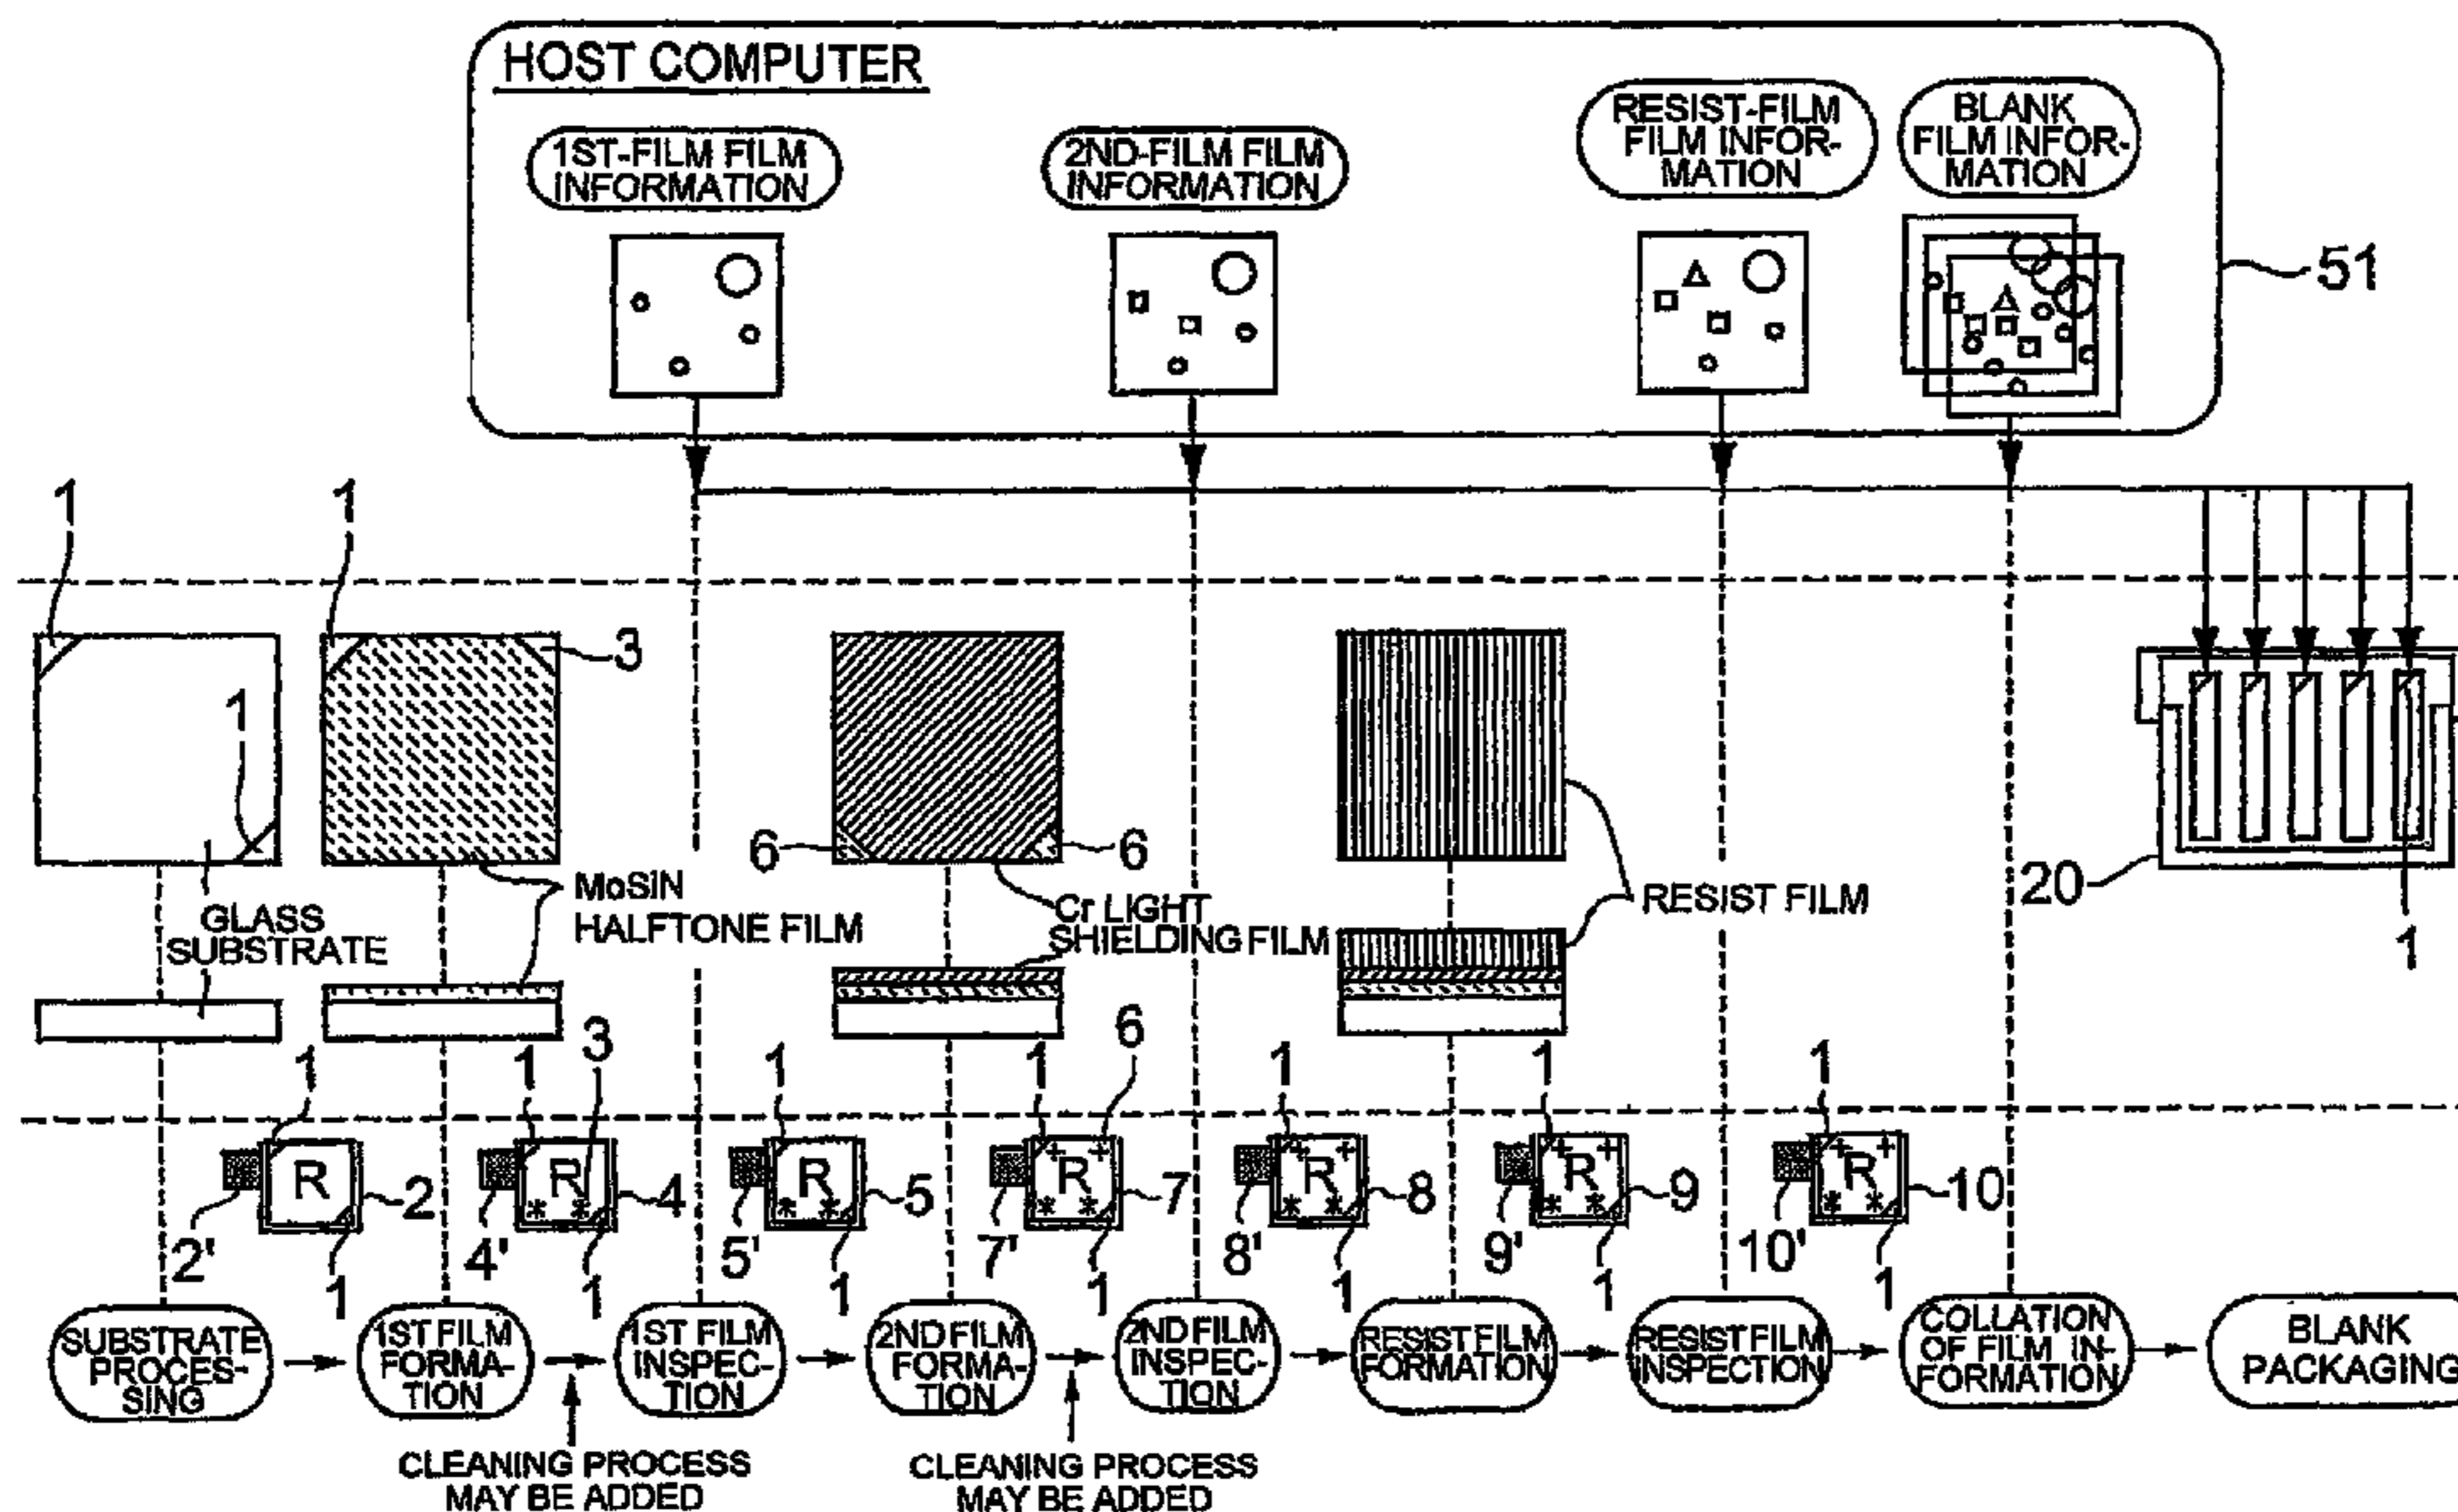 HOST COMPUTER
1ST-FILM FILM
INFORMATION
2ND-FILM FILM
INFORMATION
RESIST-FILM
FILM INFOR-
MATION
BLANK
FILM INFOR-
MATION
51
1
1
1
3
1
6
6
20
1
GLASS
SUBSTRATE
MoSiN
HALFTONE FILM
Cr LIGHT
SHIELDING FILM
RESIST FILM
1
1
3
1
1
6
1
1
1
R
R
R
R
R
R
R
2
4
5
7
8
9
10
2'
4'
5'
7'
8'
9'
10'
1
1
1
1
1
1
1
SUBSTRATE
PROCES-
SING
1ST FILM
FORMA-
TION
1ST FILM
INSPEC-
TION
2ND FILM
FORMA-
TION
2ND FILM
INSPEC-
TION
RESIST FILM
FORMATION
RESIST FILM
INSPECTION
COLLATION
OF FILM IN-
FORMATION
BLANK
PACKAGING
CLEANING PROCESS
MAY BE ADDED
CLEANING PROCESS
MAY BE ADDED